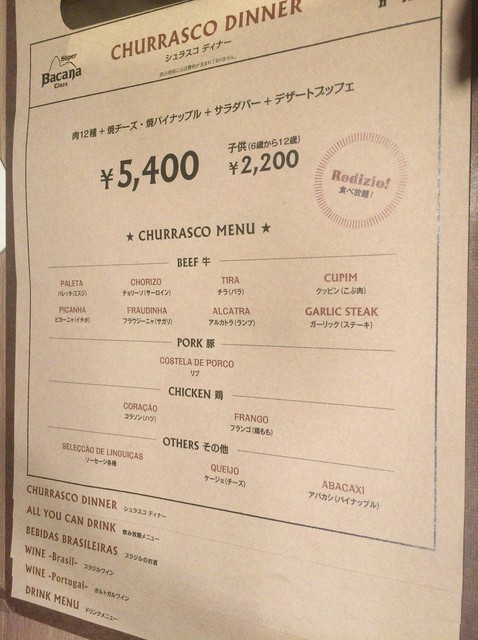 CHURRASCO DINNER
シュラスコ ディナー
Super
Bacana
Ginza
肉12種 + 焼チーズ・焼パイナップル + サラダバー + デザートブッフェ
¥5,400
子供(6歳から12歳)
¥2,200
Rodizio!
食べ放題!
★ CHURRASCO MENU ★
BEEF 牛
PALETA CHORIZO TIRA CUPIM
パレッタ(ミスジ) チョリーソ(サーロイン) チラ(バラ) クッピン(こぶ肉)
PICANHA FRAUDINHA ALCATRA GARLIC STEAK
ピカーニャ(イチボ) フラウジーニャ(サガリ) アルカトラ(ランプ) ガーリック(ステーキ)
PORK 豚
COSTELA DE PORCO
リブ
CHICKEN 鶏
CORAÇÃO FRANGO
コラソン(ハツ) フランゴ(鶏もも)
OTHERS その他
SELECÇÃO DE LINGUIÇAS QUEIJO ABACAXI
ソーセージ各種 ケージョ(チーズ) アバカシ(パイナップル)
CHURRASCO DINNER シュラスコ ディナー
ALL YOU CAN DRINK 飲み放題メニュー
BEBIDAS BRASILEIRAS ブラジルのお酒
WINE -Brasil- ブラジルワイン
WINE -Portugal- ポルトガルワイン
DRINK MENU ドリンクメニュー